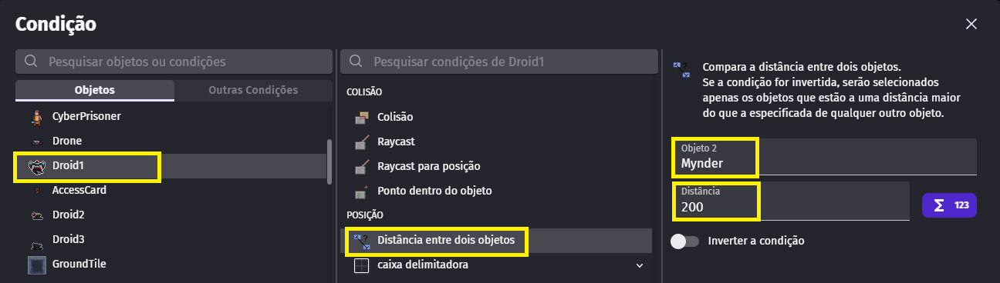 Condição
Pesquisar objetos ou condições
Objetos
Outras Condições
CyberPrisoner
Drone
Droid1
AccessCard
Droid2
Droid3
GroundTile
Pesquisar condições de Droid1
COLISÃO
Colisão
Raycast
Raycast para posição
Ponto dentro do objeto
POSIÇÃO
Distância entre dois objetos
caixa delimitadora
Compara a distância entre dois objetos.
Se a condição for invertida, serão selecionados
apenas os objetos que estão a uma distância maior
do que a especificada de qualquer outro objeto.
Objeto 2
Mynder
Distância
200
Σ 123
Inverter a condição